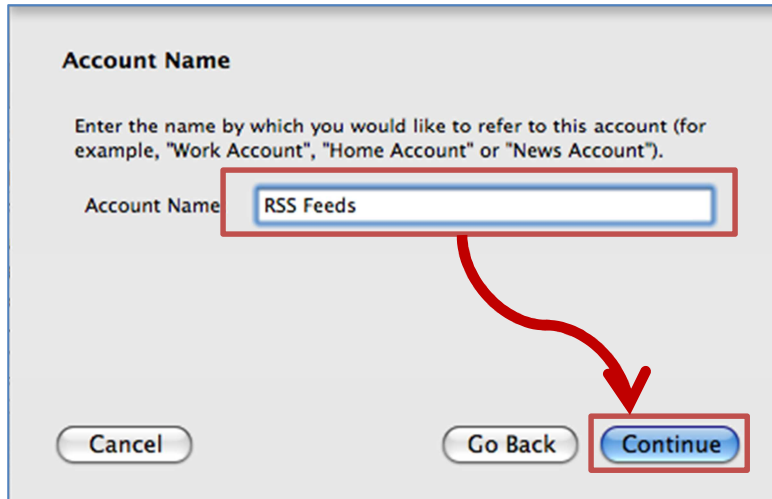 Account Name
Enter the name by which you would like to refer to this account (for
example, "Work Account", "Home Account" or "News Account").
Account Name
RSS Feeds
Cancel
Go Back
Continue